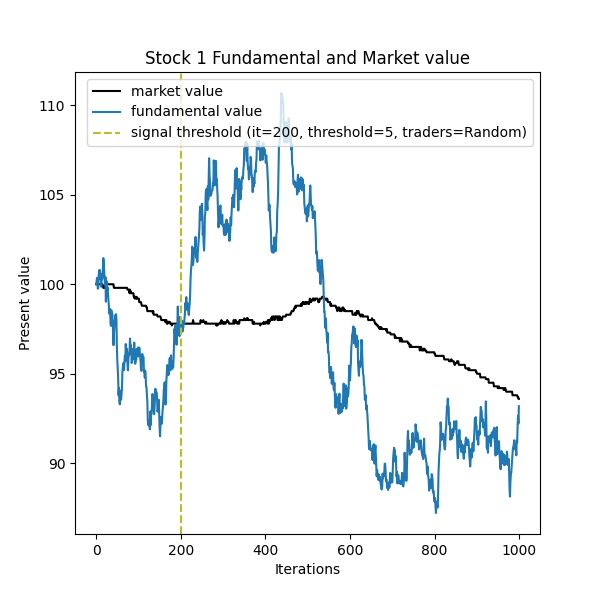 Stock 1 Fundamental and Market value
market value
fundamental value
signal threshold (it=200, threshold=5, traders=Random)
110
105
100
95
90
Present value
0 200 400 600 800 1000
Iterations